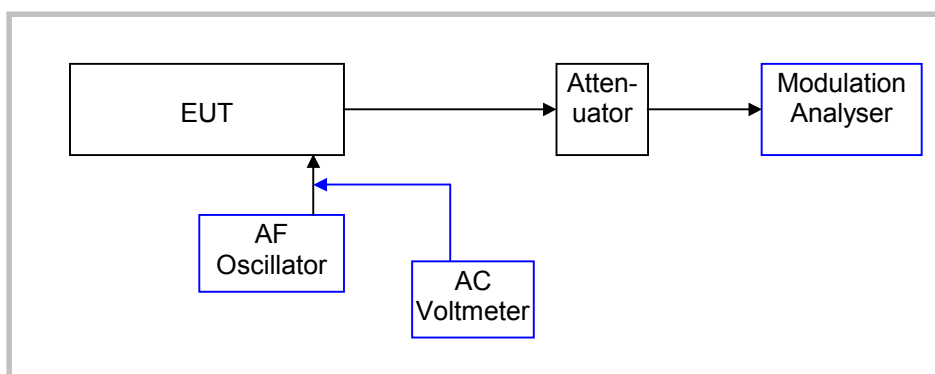 EUT
Atten-
uator
Modulation
Analyser
AF
Oscillator
AC
Voltmeter